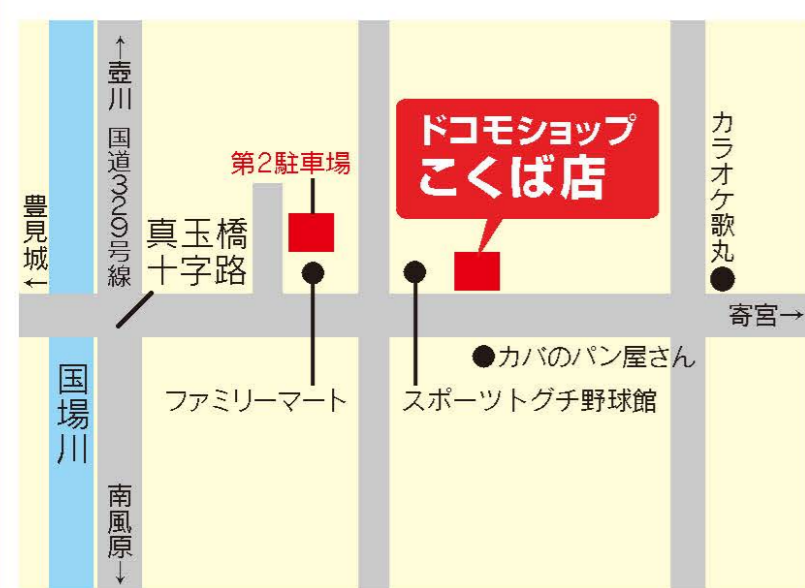 ↑壺川
国道329号線
豊見城←
真玉橋
十字路
第2駐車場
ドコモショップ
こくば店
カラオケ歌丸
寄宮→
カバのパン屋さん
ファミリーマート
スポーツトグチ野球館
国場川
南風原→